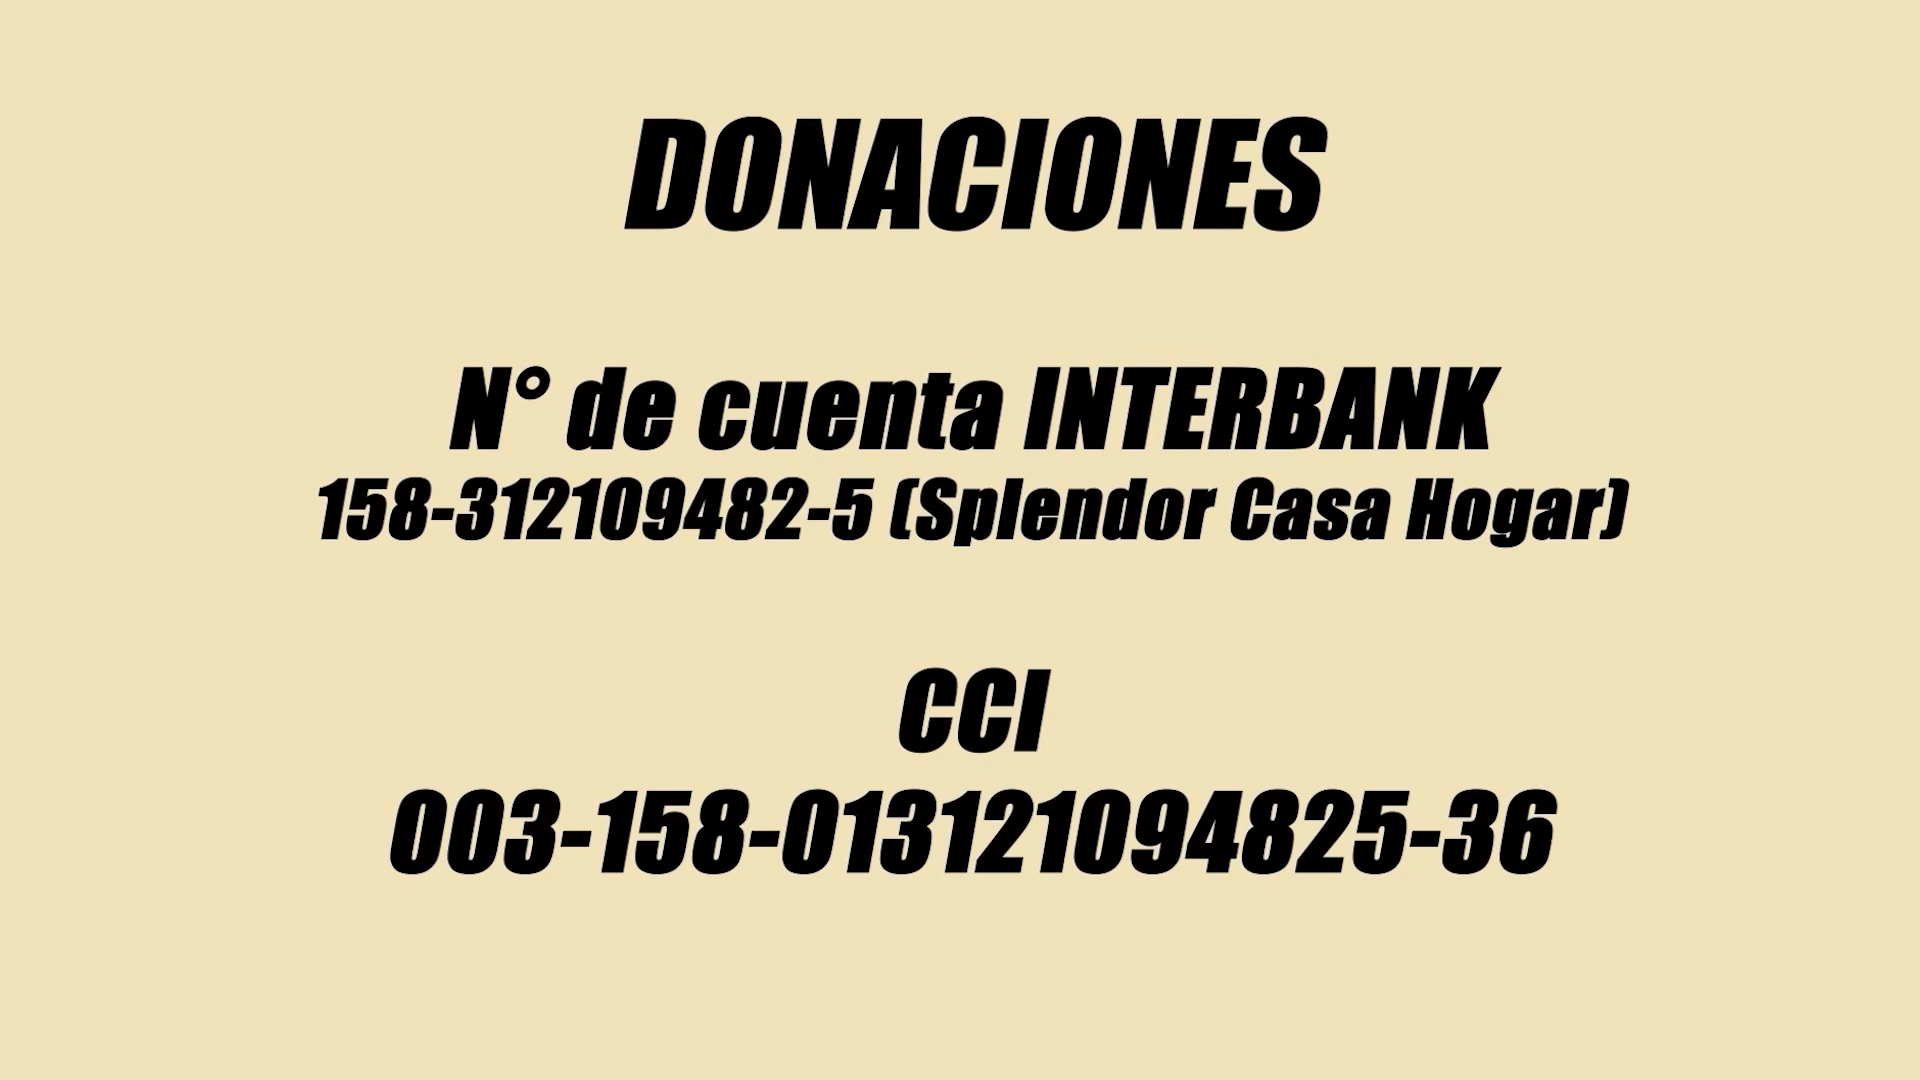 DONACIONES
N° de cuenta INTERBANK
158-312109482-5 (Splendor Casa Hogar)
CCI
003-158-013121094825-36